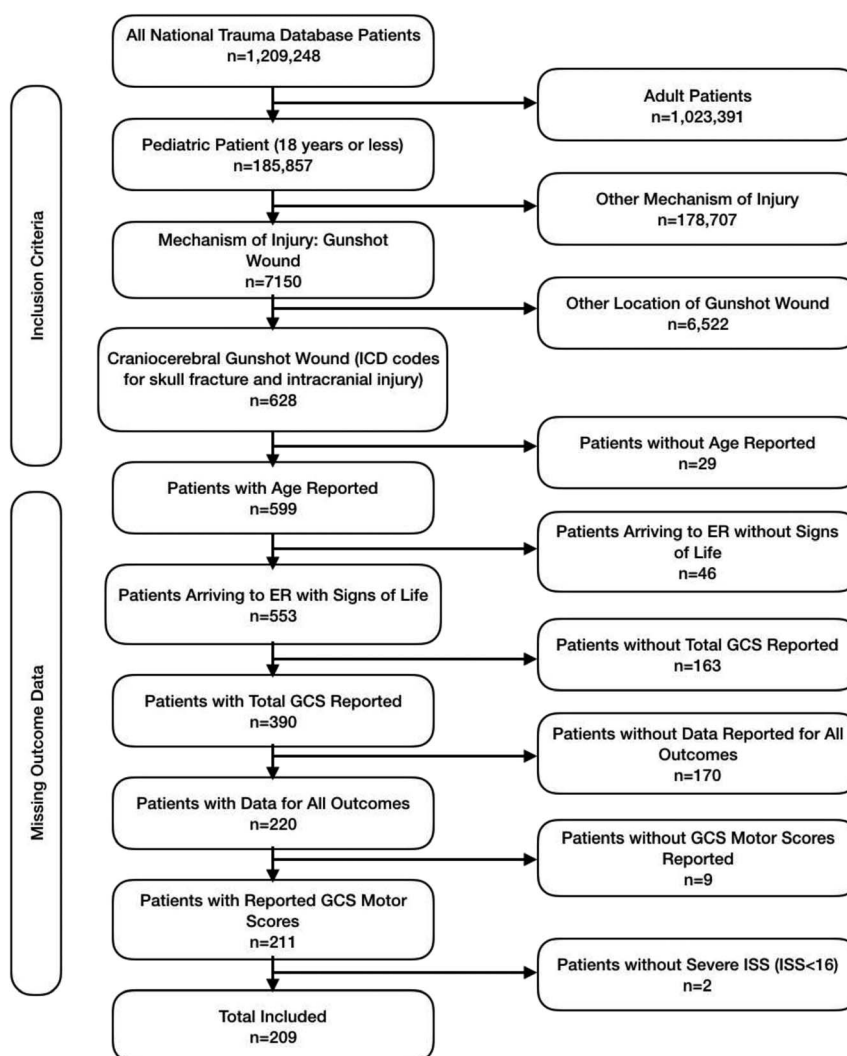 All National Trauma Database Patients
n=1,209,248
Adult Patients
n=1,023,391
Pediatric Patient (18 years or less)
n=185,857
Other Mechanism of Injury
n=178,707
Mechanism of Injury: Gunshot
Wound
n=7150
Other Location of Gunshot Wound
n=6,522
Craniocerebral Gunshot Wound (ICD codes
for skull fracture and intracranial injury)
n=628
Inclusion Criteria
Patients without Age Reported
n=29
Patients with Age Reported
n=599
Patients Arriving to ER without Signs
of Life
n=46
Patients Arriving to ER with Signs of Life
n=553
Patients without Total GCS Reported
n=163
Patients with Total GCS Reported
n=390
Patients without Data Reported for All
Outcomes
n=170
Patients with Data for All Outcomes
n=220
Patients without GCS Motor Scores
Reported
n=9
Patients with Reported GCS Motor
Scores
n=211
Patients without Severe ISS (ISS<16)
n=2
Total Included
n=209
Missing Outcome Data